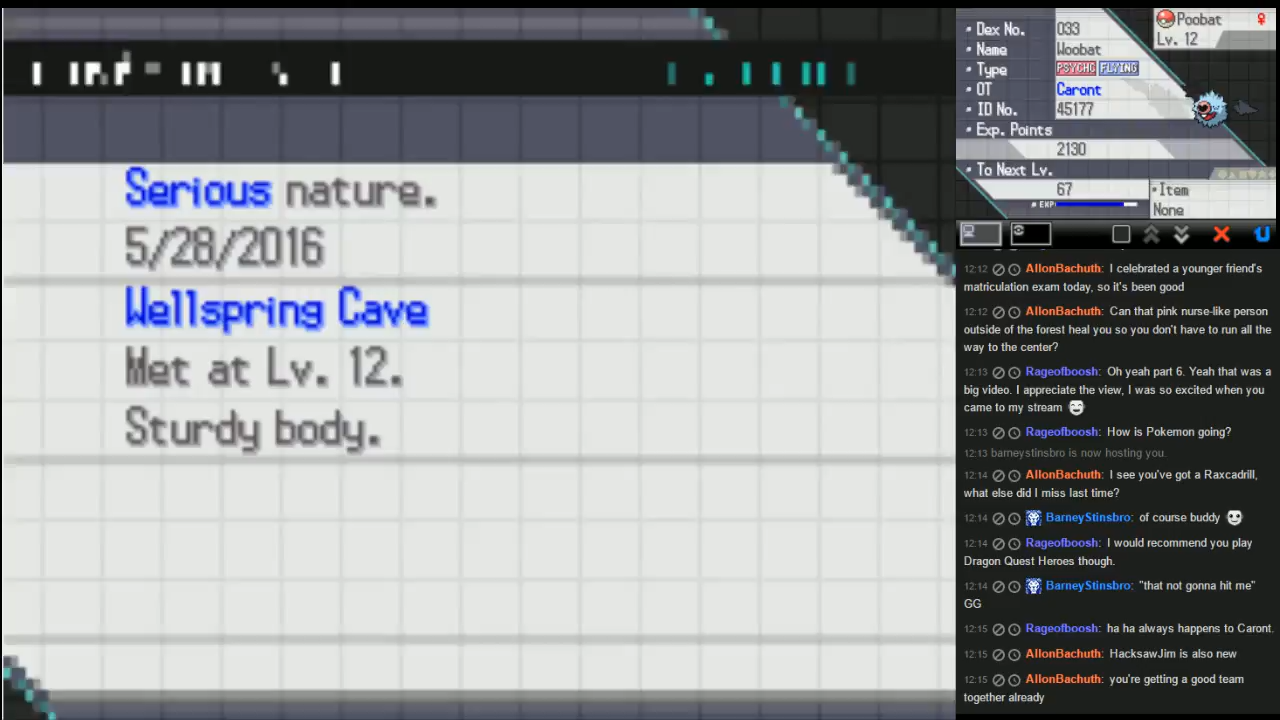 Serious nature.
5/28/2016
Wellspring Cave
Met at Lv. 12.
Sturdy body.
Poobat ♀
Lv. 12
Dex No. 033
Name Woobat
Type PSYCHC FLYING
OT Caront
ID No. 45177
Exp. Points
2130
To Next Lv.
67
EXP
Item
None
12:12 AllonBachuth: I celebrated a younger friend's
matriculation exam today, so it's been good
12:12 AllonBachuth: Can that pink nurse-like person
outside of the forest heal you so you don't have to run all the
way to the center?
12:13 Rageofboosh: Oh yeah part 6. Yeah that was a
big video. I appreciate the view, I was so excited when you
came to my stream
12:13 Rageofboosh: How is Pokemon going?
12:13 barneystinsbro is now hosting you.
12:14 AllonBachuth: I see you've got a Raxcadrill,
what else did I miss last time?
12:14 BarneyStinsbro: of course buddy
12:14 Rageofboosh: I would recommend you play
Dragon Quest Heroes though.
12:14 BarneyStinsbro: "that not gonna hit me"
GG
12:15 Rageofboosh: ha ha always happens to Caront.
12:15 AllonBachuth: HacksawJim is also new
12:15 AllonBachuth: you're getting a good team
together already